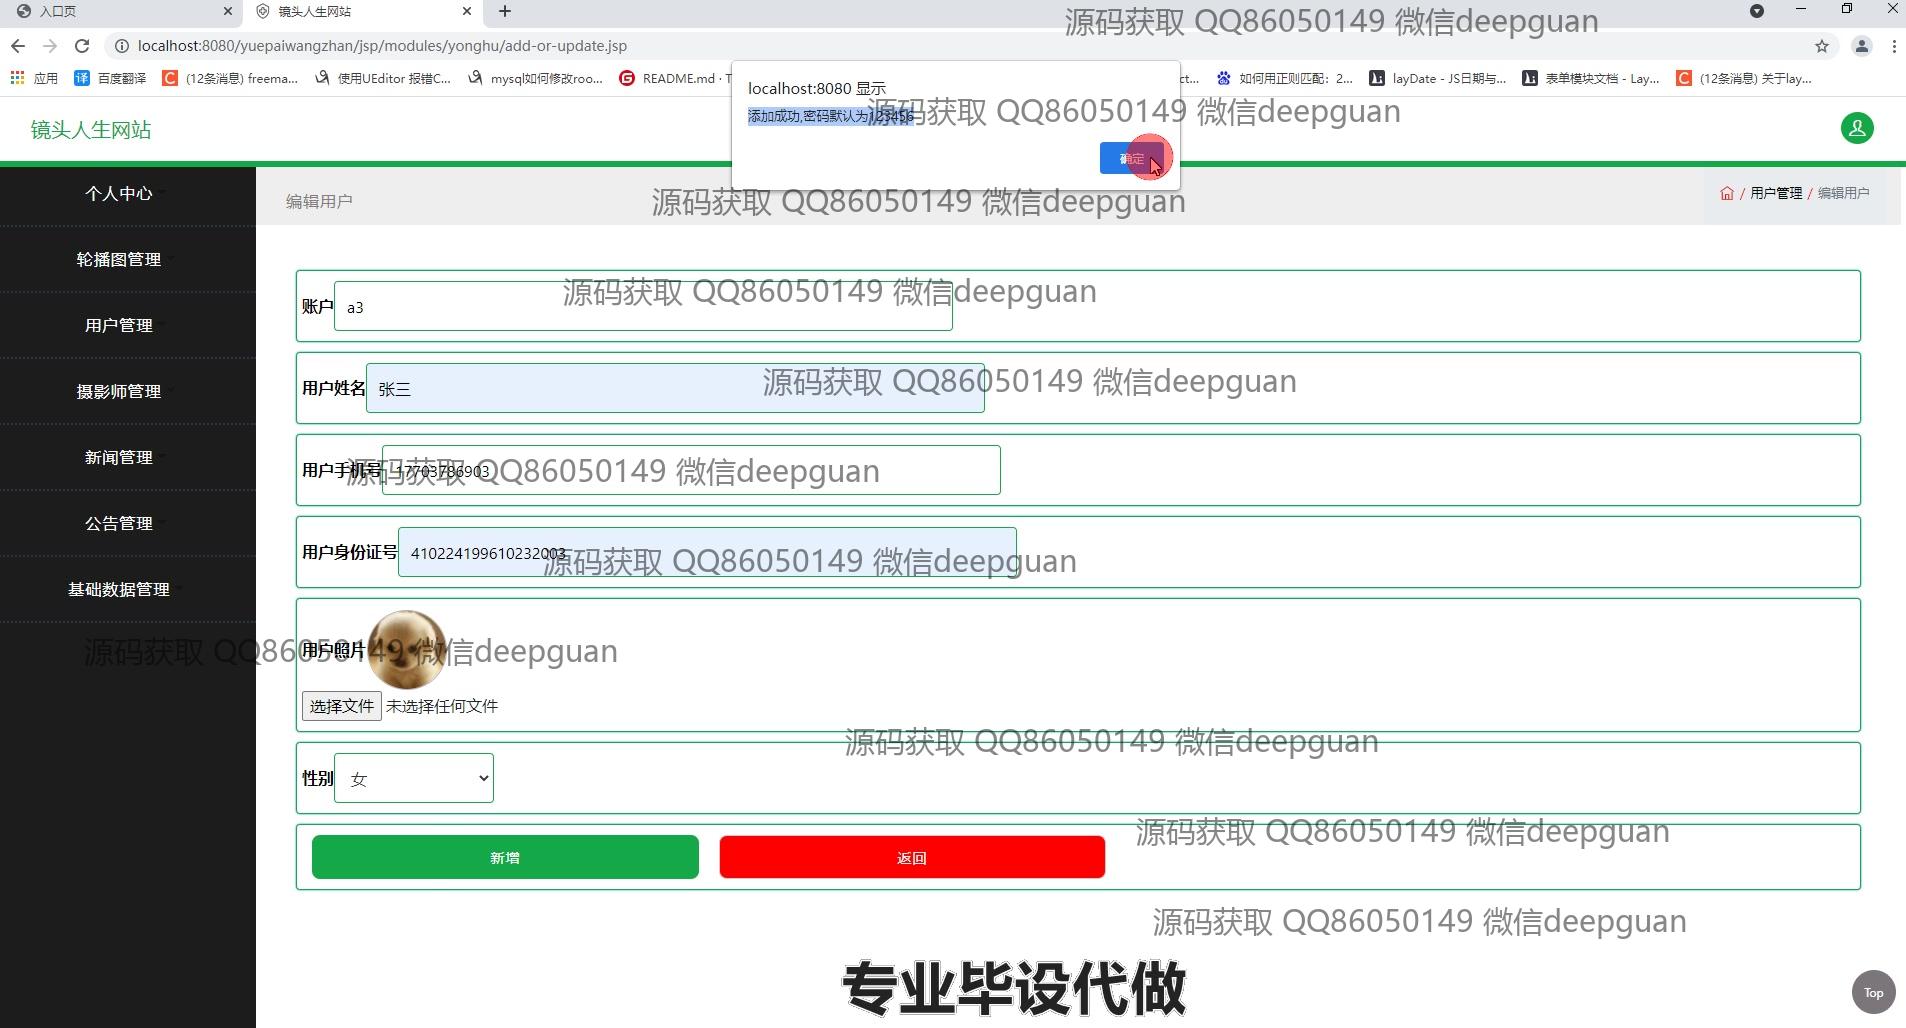 入口页
镜头人生网站
源码获取 QQ86050149 微信deepguan
localhost:8080/yuepaiwangzhan/jsp/modules/yonghu/add-or-update.jsp
应用
百度翻译
(12条消息) freema...
使用UEditor 报错C...
mysql如何修改roo...
README.md · T
ct...
如何用正则匹配：2...
layDate - JS日期与...
表单模块文档 - Lay...
(12条消息) 关于lay...
localhost:8080 显示
添加成功,密码默认为123456
源码获取 QQ86050149 微信deepguan
确定
镜头人生网站
个人中心
轮播图管理
用户管理
摄影师管理
新闻管理
公告管理
基础数据管理
编辑用户
源码获取 QQ86050149 微信deepguan
/ 用户管理 / 编辑用户
源码获取 QQ86050149 微信deepguan
账户 a3
用户姓名 张三
源码获取 QQ86050149 微信deepguan
用户手机号 17703786903
源码获取 QQ86050149 微信deepguan
用户身份证号 410224199610232003
源码获取 QQ86050149 微信deepguan
用户照片
源码获取 QQ86050149 微信deepguan
选择文件 未选择任何文件
源码获取 QQ86050149 微信deepguan
性别 女
源码获取 QQ86050149 微信deepguan
新增
返回
源码获取 QQ86050149 微信deepguan
专业毕设代做
Top